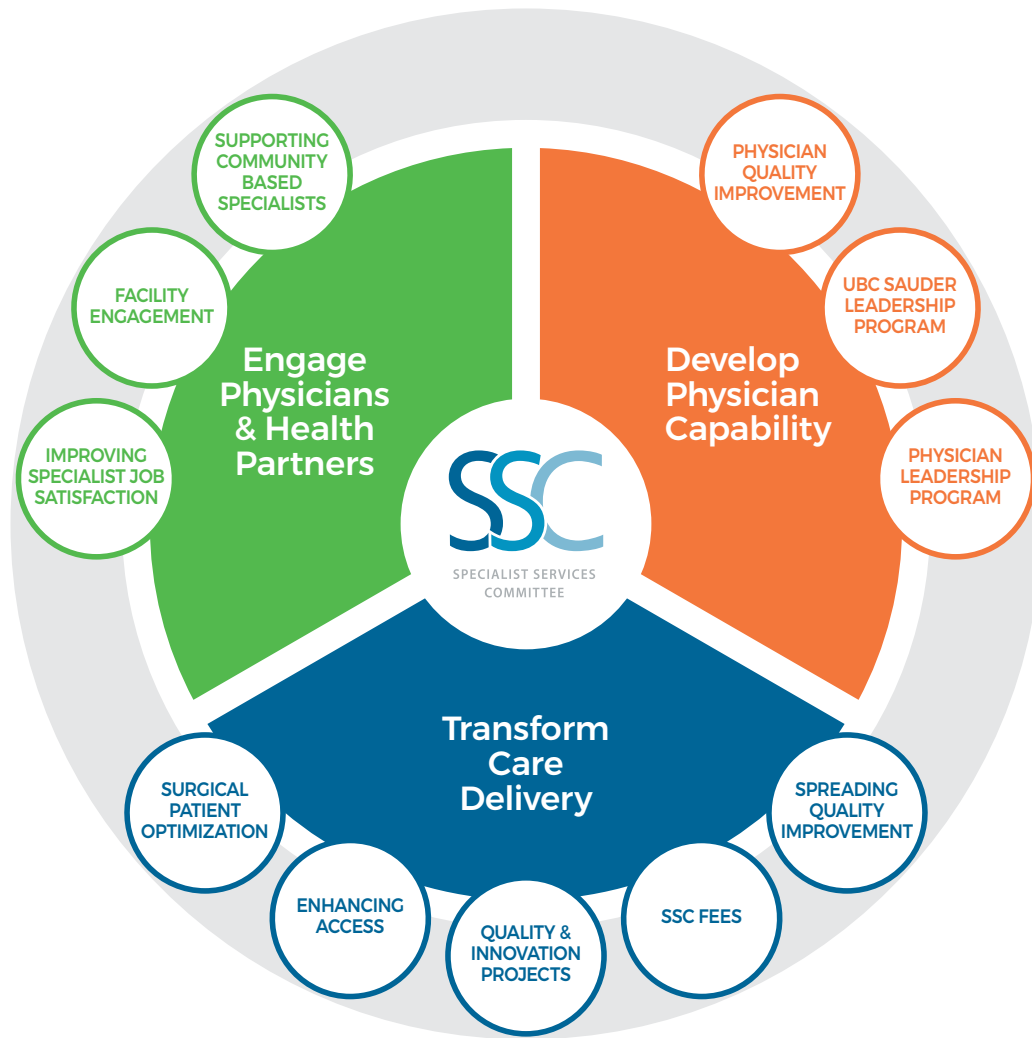 SUPPORTING
COMMUNITY
BASED
SPECIALISTS
FACILITY
ENGAGEMENT
IMPROVING
SPECIALIST JOB
SATISFACTION
Engage
Physicians
& Health
Partners
PHYSICIAN
QUALITY
IMPROVEMENT
UBC SAUDER
LEADERSHIP
PROGRAM
PHYSICIAN
LEADERSHIP
PROGRAM
Develop
Physician
Capability
SSC
SPECIALIST SERVICES
COMMITTEE
Transform
Care
Delivery
SURGICAL
PATIENT
OPTIMIZATION
ENHANCING
ACCESS
QUALITY &
INNOVATION
PROJECTS
SSC FEES
SPREADING
QUALITY
IMPROVEMENT